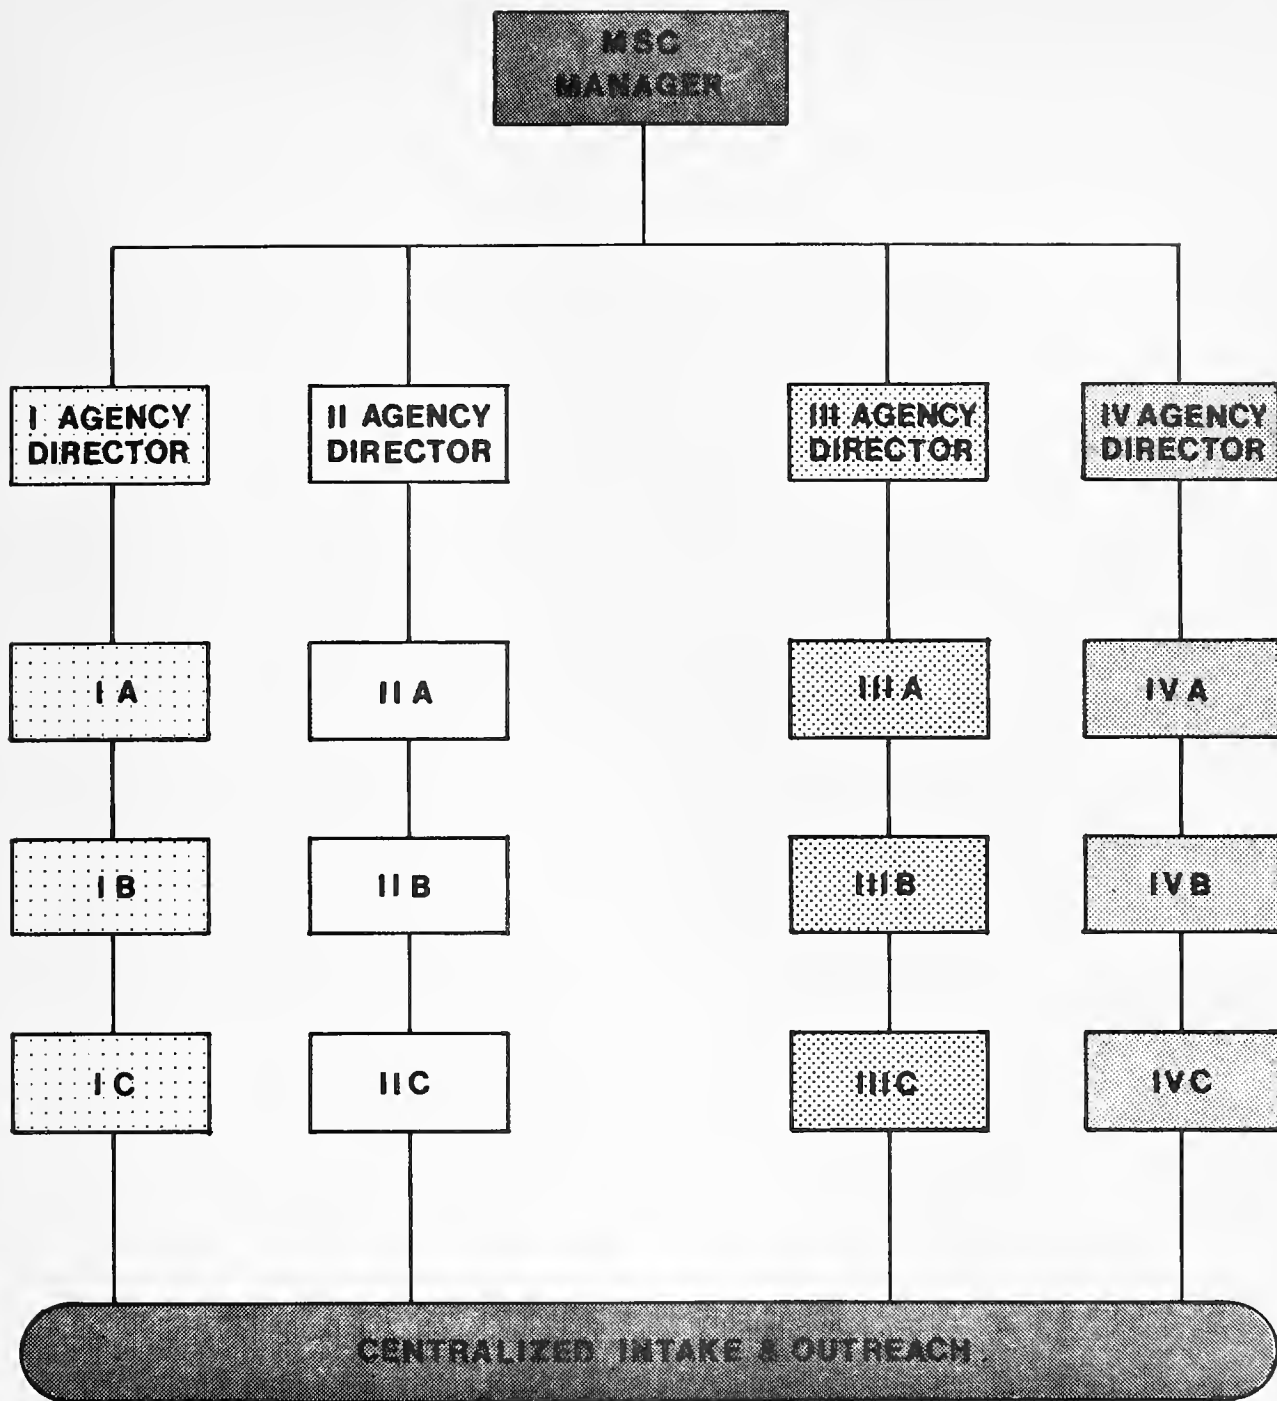 MSC
MANAGER
I AGENCY
DIRECTOR
II AGENCY
DIRECTOR
III AGENCY
DIRECTOR
IV AGENCY
DIRECTOR
I A
II A
III A
IV A
I B
II B
III B
IV B
I C
II C
III C
IV C
CENTRALIZED INTAKE & OUTREACH